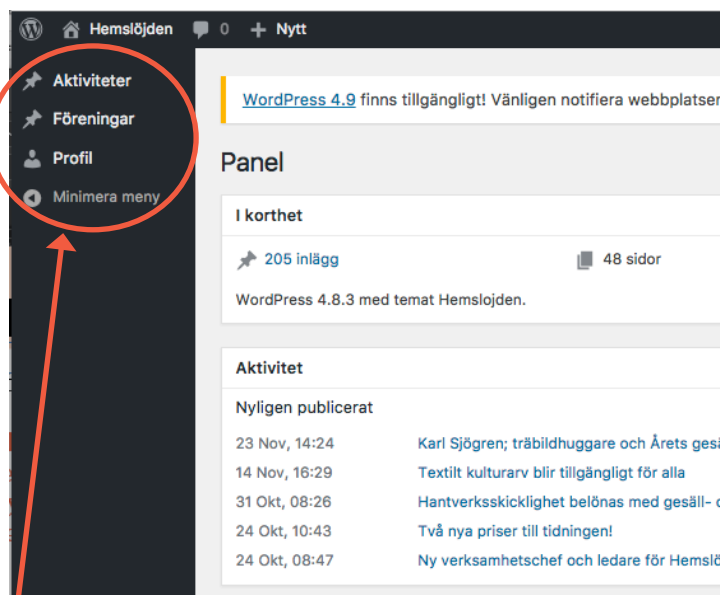 Hemslöjden 0 + Nytt
Aktiviteter
Föreningar
Profil
Minimera meny
WordPress 4.9 finns tillgängligt! Vänligen notifiera
Panel
I korthet
205 inlägg 48 sidor
WordPress 4.8.3 med temat Hemslojden.
Aktivitet
Nyligen publicerat
23 Nov, 14:24 Karl Sjögren; träbildhuggare och Årets
14 Nov, 16:29 Textilt kulturarv blir tillgängligt för alla
31 Okt, 08:26 Hantverksskicklighet belönas med gesäll-
24 Okt, 10:43 Två nya priser till tidningen!
24 Okt, 08:47 Ny verksamhetschef och ledare för